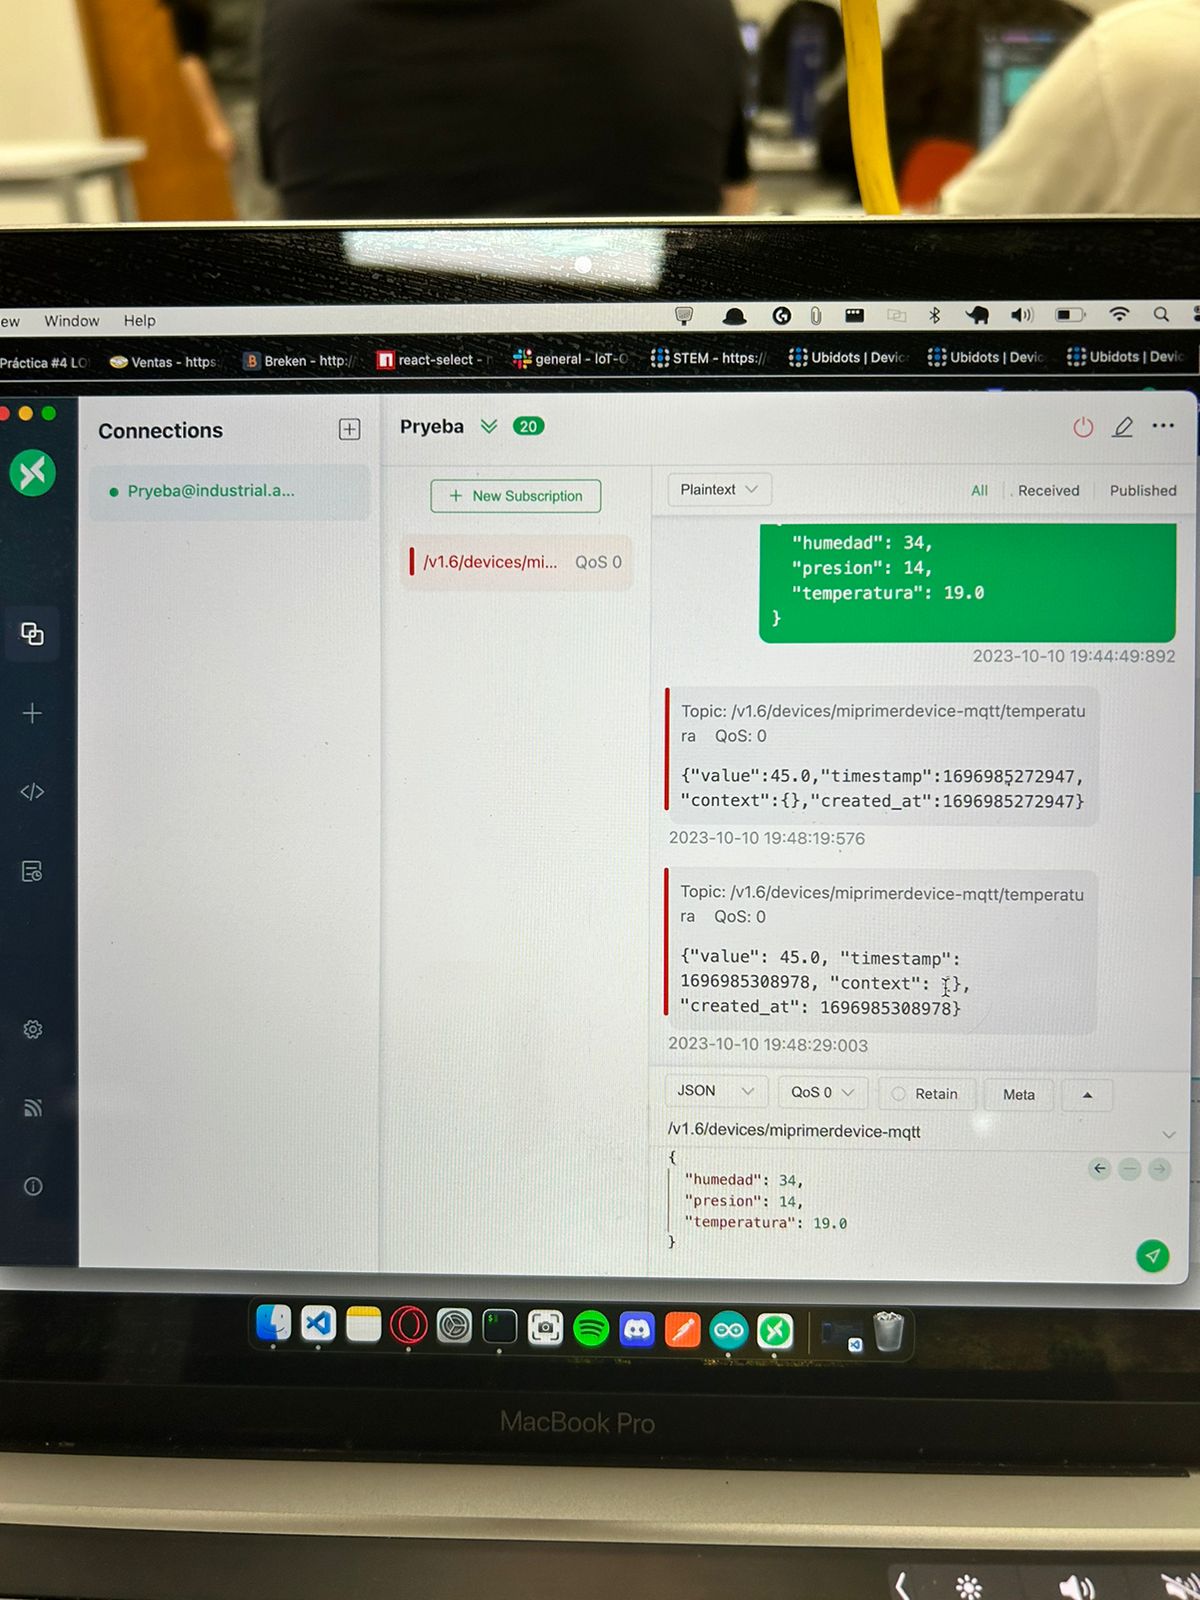 ew Window Help
Práctica #4 LO
Ventas - https:
Breken - http:/
react-select -
general - IoT-O
STEM - https:/
Ubidots | Devic
Ubidots | Devic
Ubidots | Devic
Connections
Pryeba 20
Pryeba@industrial.a...
+ New Subscription
Plaintext
All Received Published
/v1.6/devices/mi... QoS 0
"humedad": 34,
"presion": 14,
"temperatura": 19.0
}
2023-10-10 19:44:49:892
Topic: /v1.6/devices/miprimerdevice-mqtt/temperatu
ra QoS: 0
{"value":45.0,"timestamp":1696985272947,
"context":{},"created_at":1696985272947}
2023-10-10 19:48:19:576
Topic: /v1.6/devices/miprimerdevice-mqtt/temperatu
ra QoS: 0
{"value": 45.0, "timestamp":
1696985308978, "context": {},
"created_at": 1696985308978}
2023-10-10 19:48:29:003
JSON QoS 0 Retain Meta
/v1.6/devices/miprimerdevice-mqtt
{
"humedad": 34,
"presion": 14,
"temperatura": 19.0
}
MacBook Pro